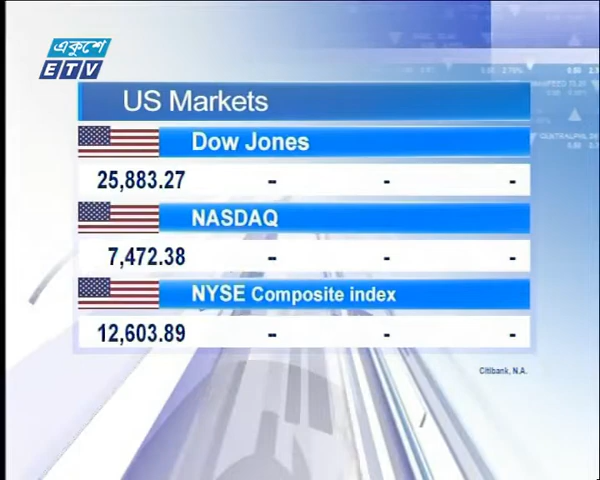 একুশে
ETV
US Markets
Dow Jones
25,883.27 - - -
NASDAQ
7,472.38 - - -
NYSE Composite index
12,603.89 - - -
Citibank, N.A.